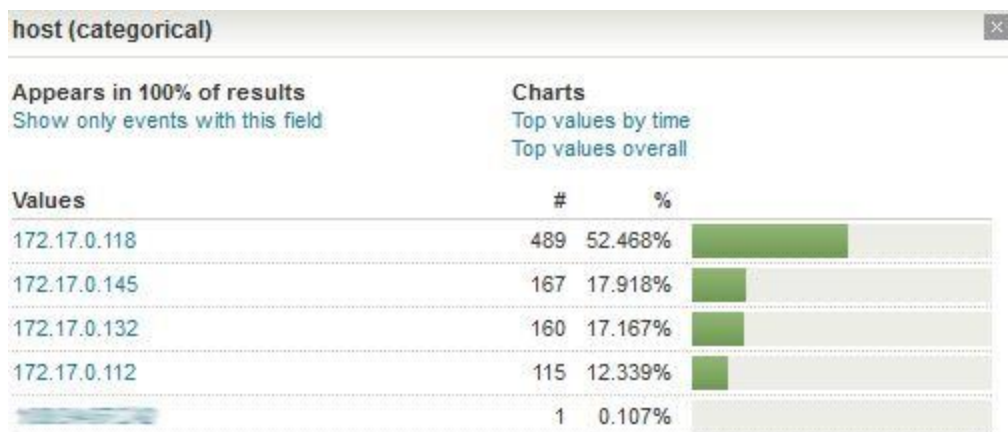 host (categorical)
Appears in 100% of results
Show only events with this field
Charts
Top values by time
Top values overall
Values # %
172.17.0.118 489 52.468%
172.17.0.145 167 17.918%
172.17.0.132 160 17.167%
172.17.0.112 115 12.339%
1 0.107%